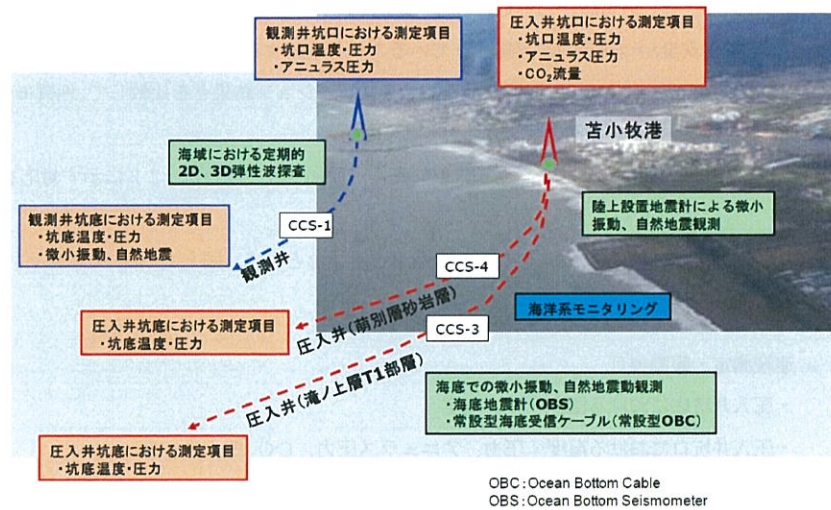 観測井坑口における測定項目
・坑口温度・圧力
・アニュラス圧力
圧入井坑口における測定項目
・坑口温度・圧力
・アニュラス圧力
・CO₂流量
苫小牧港
海域における定期的
2D、3D弾性波探査
陸上設置地震計による微小
振動、自然地震観測
観測井坑底における測定項目
・坑底温度・圧力
・微小振動、自然地震
CCS-1
観測井
CCS-4
圧入井(萌別層砂岩層)
海洋系モニタリング
圧入井坑底における測定項目
・坑底温度・圧力
CCS-3
圧入井(滝ノ上層T1部層)
海底での微小振動、自然地震動観測
・海底地震計(OBS)
・常設型海底受信ケーブル(常設型OBC)
圧入井坑底における測定項目
・坑底温度・圧力
OBC:Ocean Bottom Cable
OBS:Ocean Bottom Seismometer